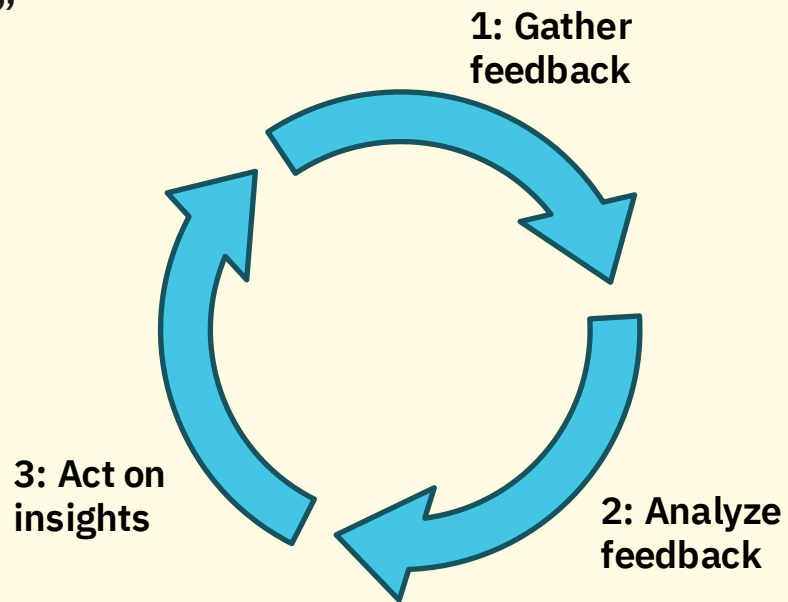 ”
1: Gather
feedback
2: Analyze
feedback
3: Act on
insights